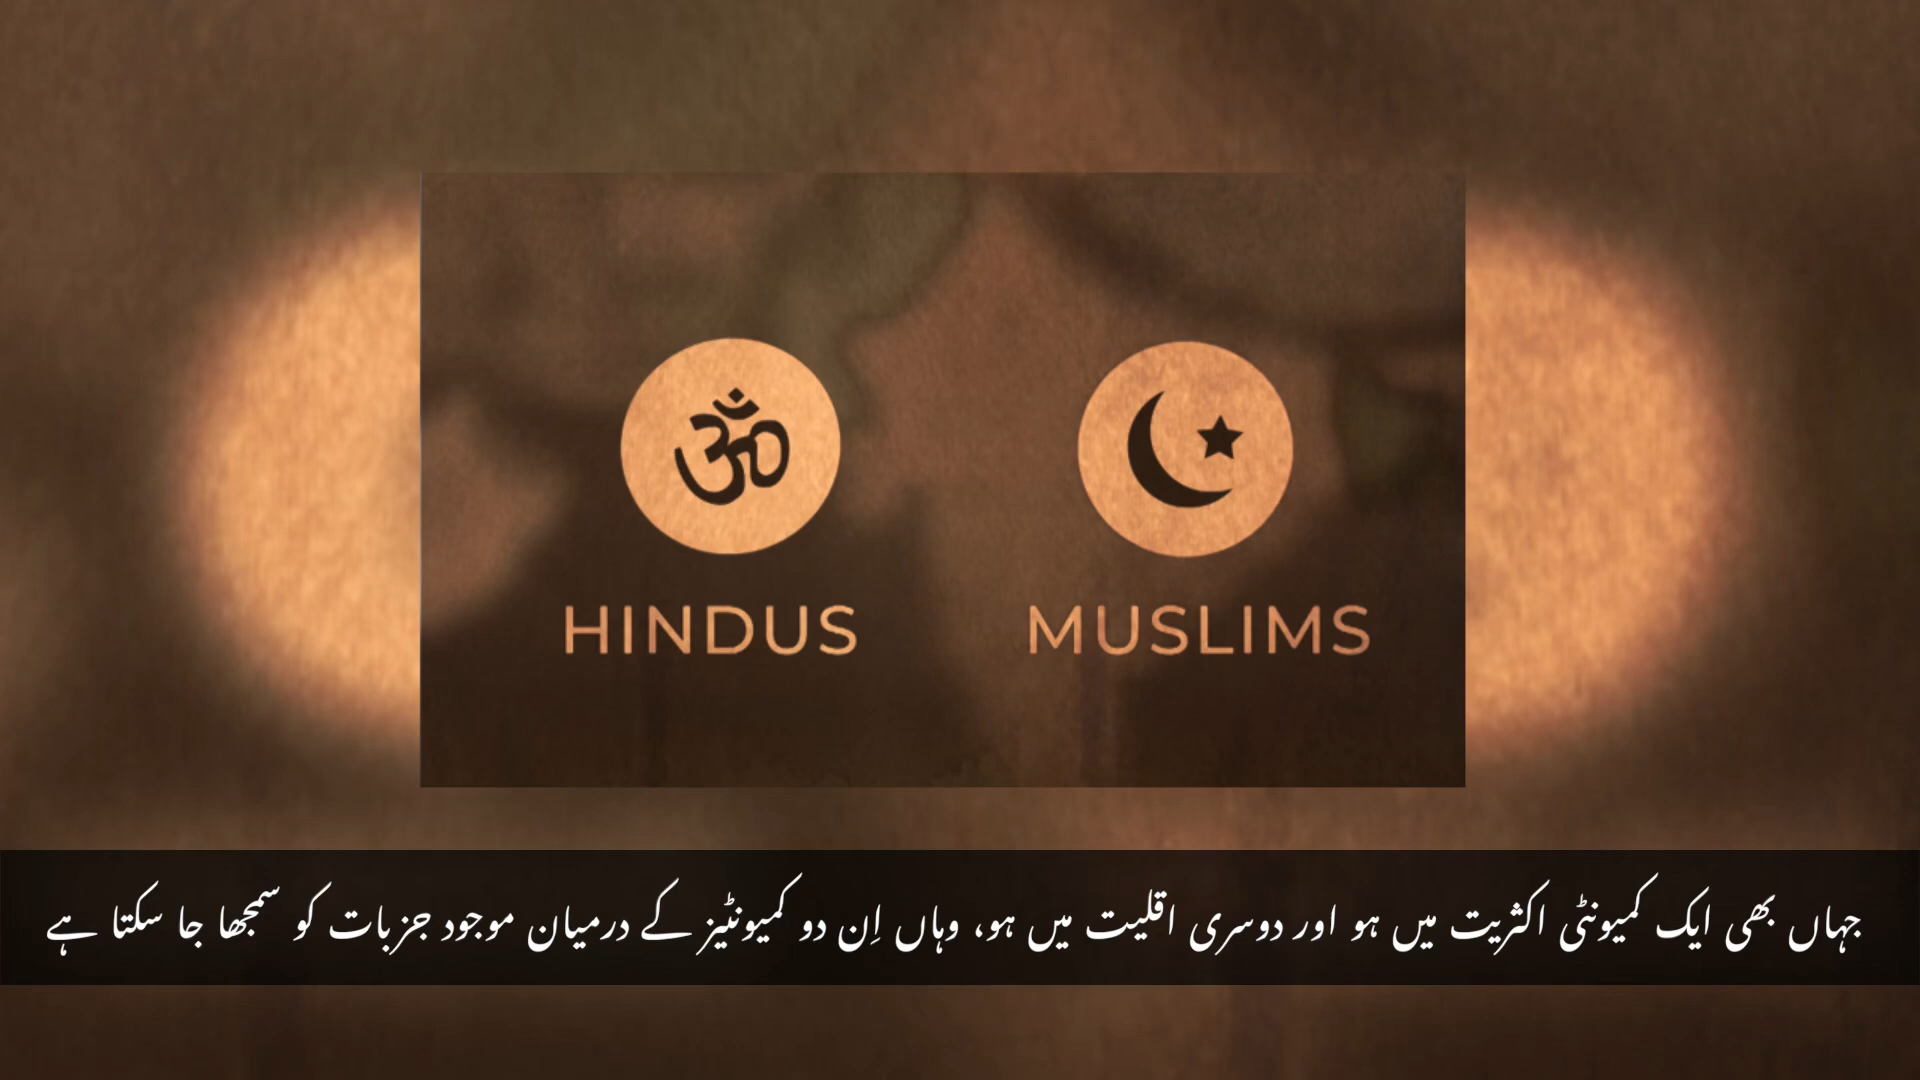 HINDUS
MUSLIMS
جہاں بھی ایک کمیونٹی اکثریت میں ہو اور دوسری اقلیت میں ہو، وہاں اِن دو کمیونٹیز کے درمیان موجود جزبات کو سمجھا جا سکتا ہے